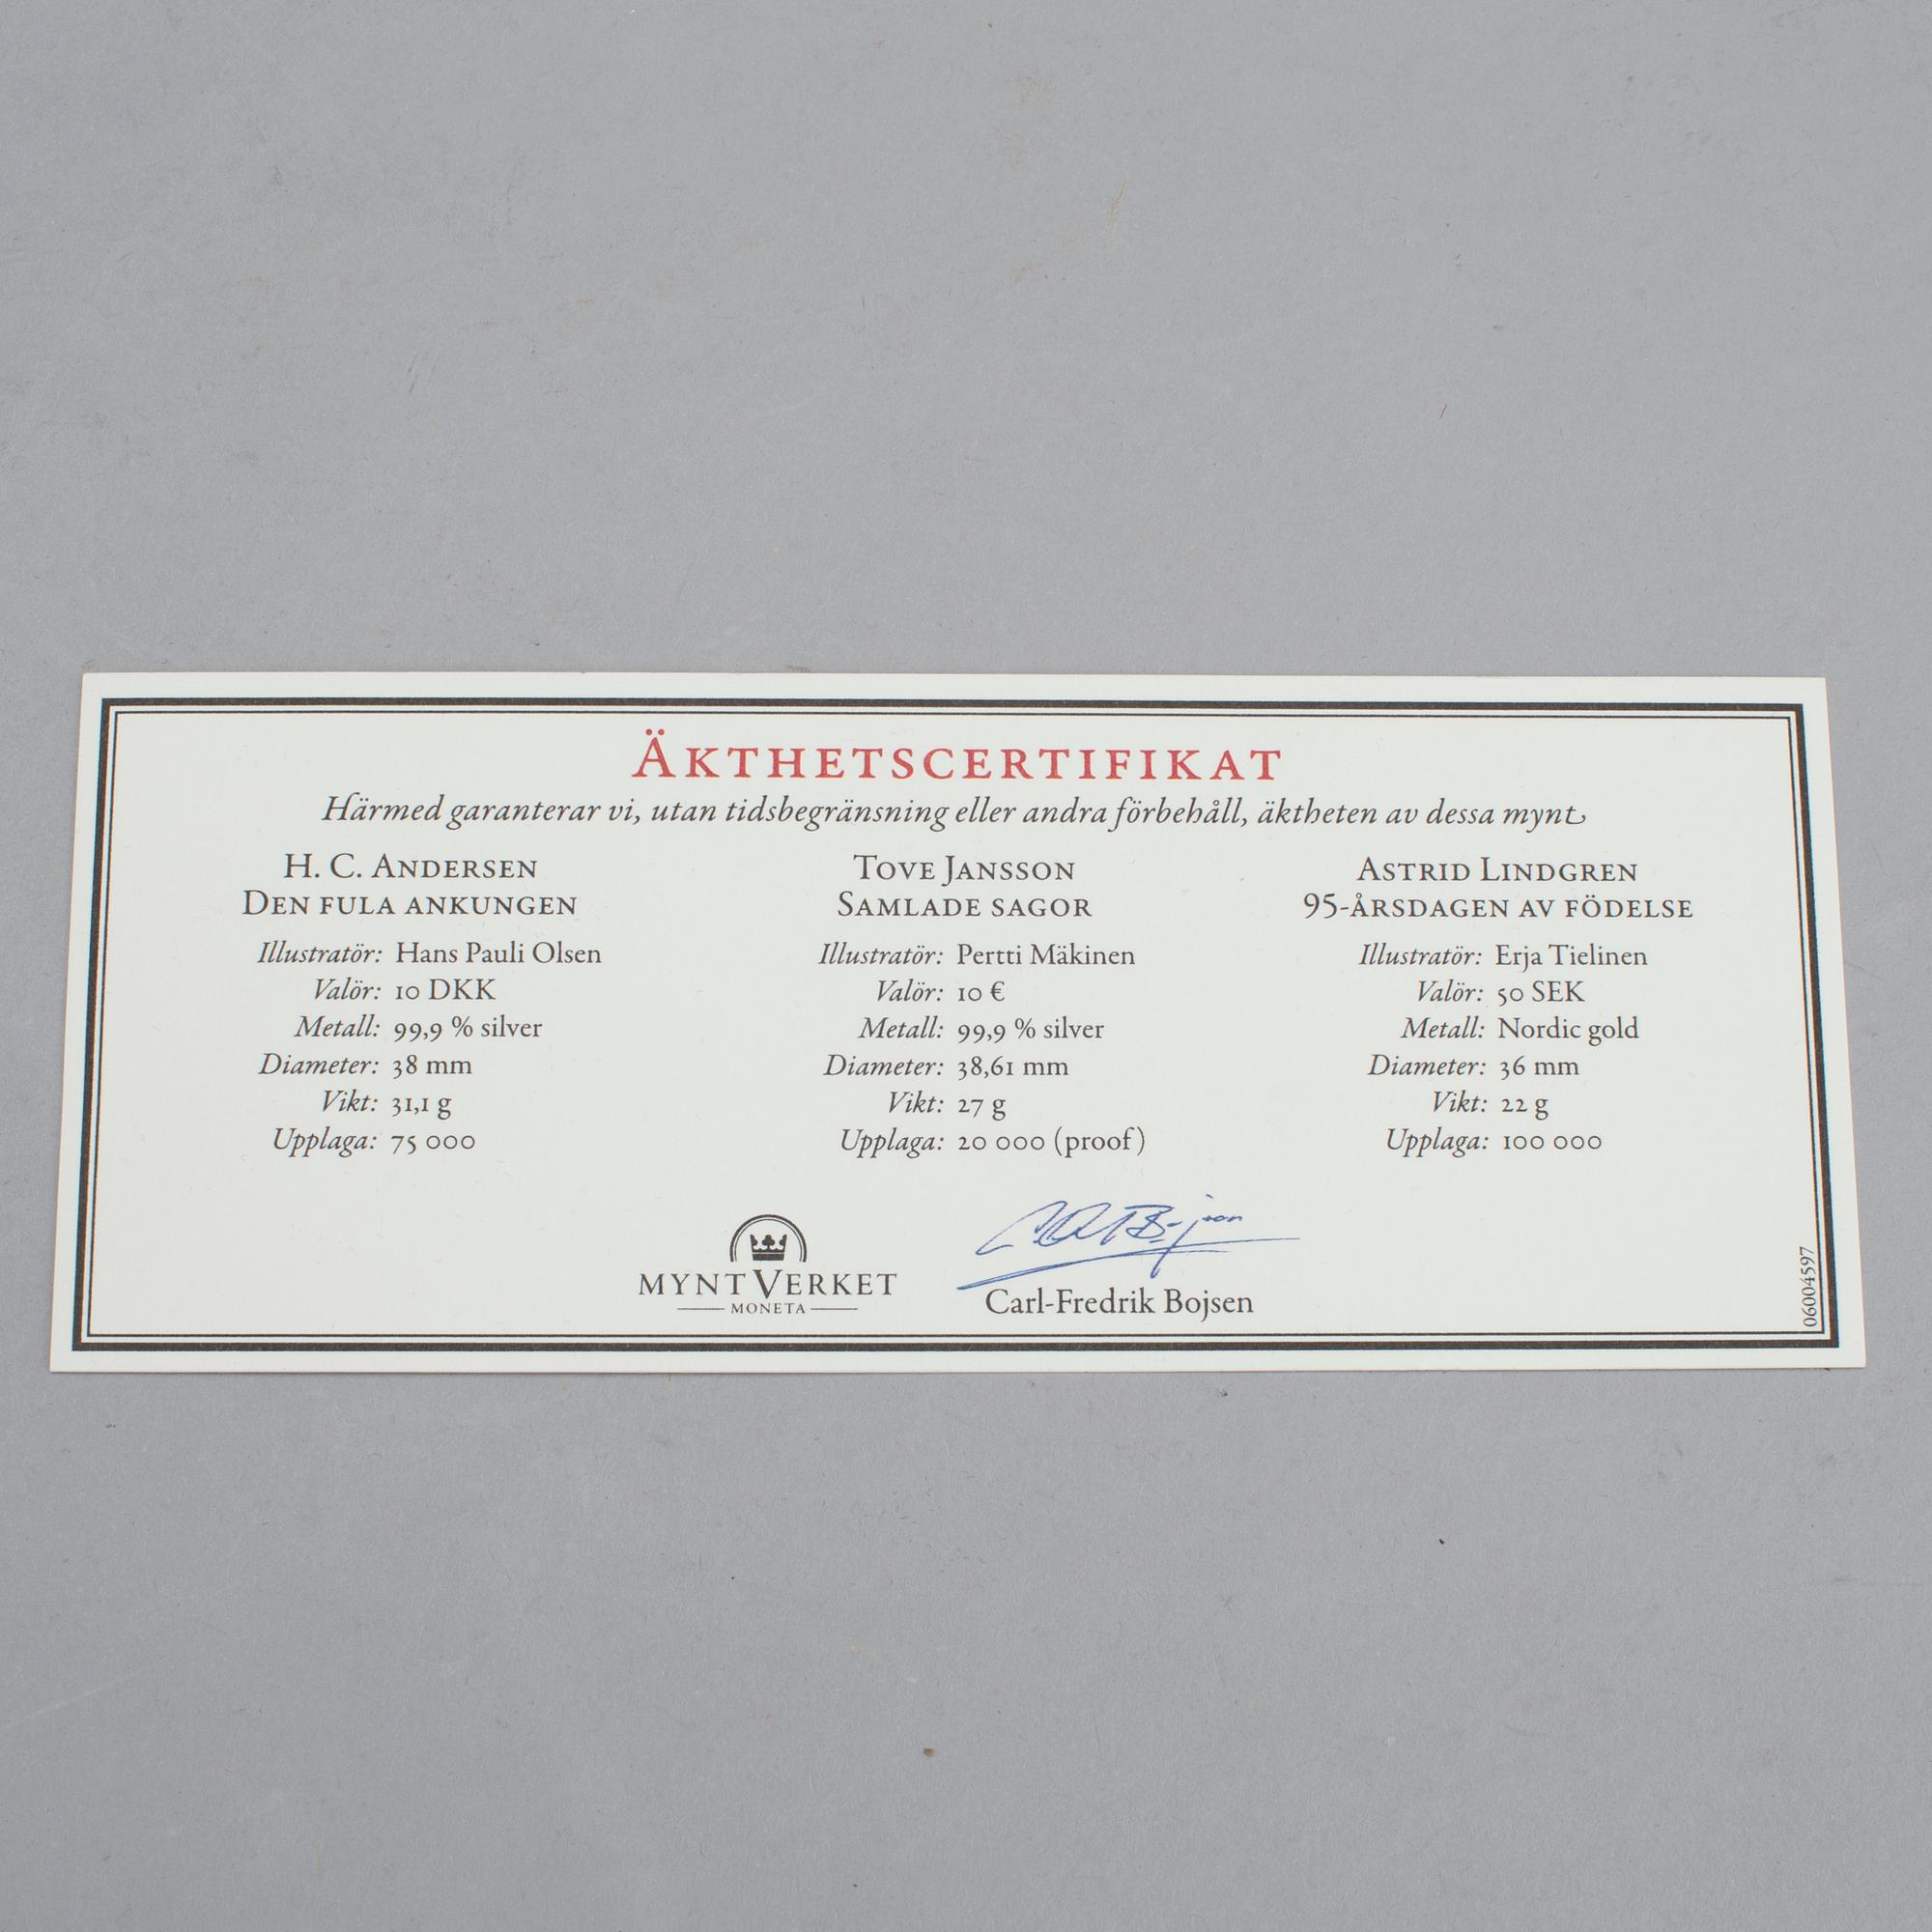 ÄKTHETSCERTIFIKAT
Härmed garanterar vi, utan tidsbegränsning eller andra förbehåll, äktheten av dessa mynt
H. C. ANDERSEN
DEN FULA ANKUNGEN
Illustratör: Hans Pauli Olsen
Valör: 10 DKK
Metall: 99,9 % silver
Diameter: 38 mm
Vikt: 31,1 g
Upplaga: 75 000
TOVE JANSSON
SAMLADE SAGOR
Illustratör: Pertti Mäkinen
Valör: 10 €
Metall: 99,9 % silver
Diameter: 38,61 mm
Vikt: 27 g
Upplaga: 20 000 (proof)
ASTRID LINDGREN
95-ÅRSDAGEN AV FÖDELSE
Illustratör: Erja Tielinen
Valör: 50 SEK
Metall: Nordic gold
Diameter: 36 mm
Vikt: 22 g
Upplaga: 100 000
MYNTVERKET
MONETA
Carl-Fredrik Bojsen
06004597